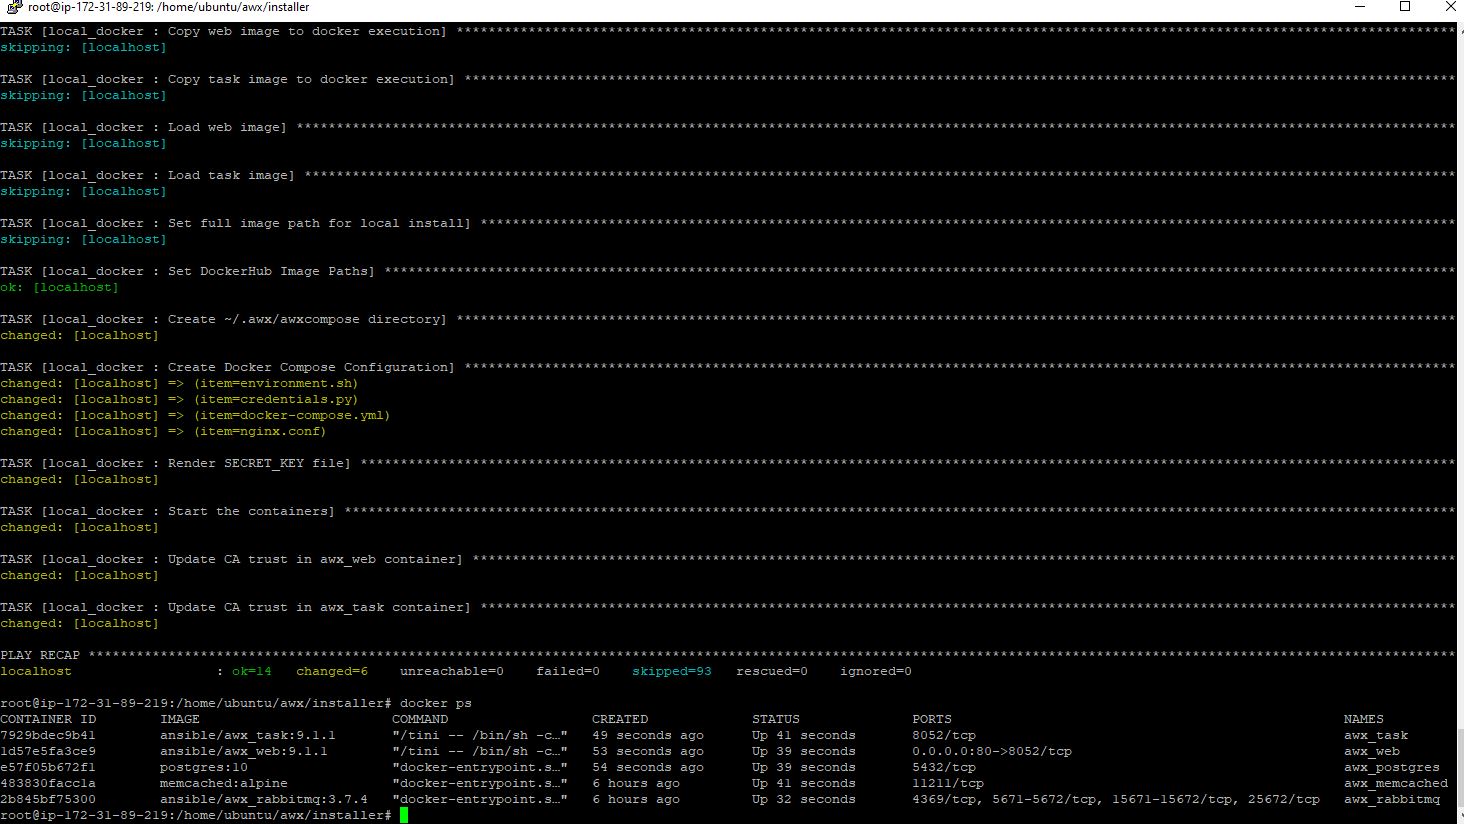 root@ip-172-31-89-219: /home/ubuntu/awx/installer
TASK [local_docker : Copy web image to docker execution] *****************************************************************************************************************************
skipping: [localhost]
TASK [local_docker : Copy task image to docker execution] ****************************************************************************************************************************
skipping: [localhost]
TASK [local_docker : Load web image] *************************************************************************************************************************************************
skipping: [localhost]
TASK [local_docker : Load task image] ************************************************************************************************************************************************
skipping: [localhost]
TASK [local_docker : Set full image path for local install] **************************************************************************************************************************
skipping: [localhost]
TASK [local_docker : Set DockerHub Image Paths] **************************************************************************************************************************************
ok: [localhost]
TASK [local_docker : Create ~/.awx/awxcompose directory] *****************************************************************************************************************************
changed: [localhost]
TASK [local_docker : Create Docker Compose Configuration] ****************************************************************************************************************************
changed: [localhost] => (item=environment.sh)
changed: [localhost] => (item=credentials.py)
changed: [localhost] => (item=docker-compose.yml)
changed: [localhost] => (item=nginx.conf)
TASK [local_docker : Render SECRET_KEY file] *****************************************************************************************************************************************
changed: [localhost]
TASK [local_docker : Start the containers] *******************************************************************************************************************************************
changed: [localhost]
TASK [local_docker : Update CA trust in awx_web container] ***************************************************************************************************************************
changed: [localhost]
TASK [local_docker : Update CA trust in awx_task container] **************************************************************************************************************************
changed: [localhost]
PLAY RECAP ***************************************************************************************************************************************************************************
localhost : ok=14 changed=6 unreachable=0 failed=0 skipped=93 rescued=0 ignored=0
root@ip-172-31-89-219:/home/ubuntu/awx/installer# docker ps
CONTAINER ID IMAGE COMMAND CREATED STATUS PORTS NAMES
7929bdec9b41 ansible/awx_task:9.1.1 "/tini -- /bin/sh -c…" 49 seconds ago Up 41 seconds 8052/tcp awx_task
1d57e5fa3ce9 ansible/awx_web:9.1.1 "/tini -- /bin/sh -c…" 53 seconds ago Up 39 seconds 0.0.0.0:80->8052/tcp awx_web
e57f05b672f1 postgres:10 "docker-entrypoint.s…" 54 seconds ago Up 39 seconds 5432/tcp awx_postgres
483830facc1a memcached:alpine "docker-entrypoint.s…" 6 hours ago Up 41 seconds 11211/tcp awx_memcached
2b845bf75300 ansible/awx_rabbitmq:3.7.4 "docker-entrypoint.s…" 6 hours ago Up 32 seconds 4369/tcp, 5671-5672/tcp, 15671-15672/tcp, 25672/tcp awx_rabbitmq
root@ip-172-31-89-219:/home/ubuntu/awx/installer#